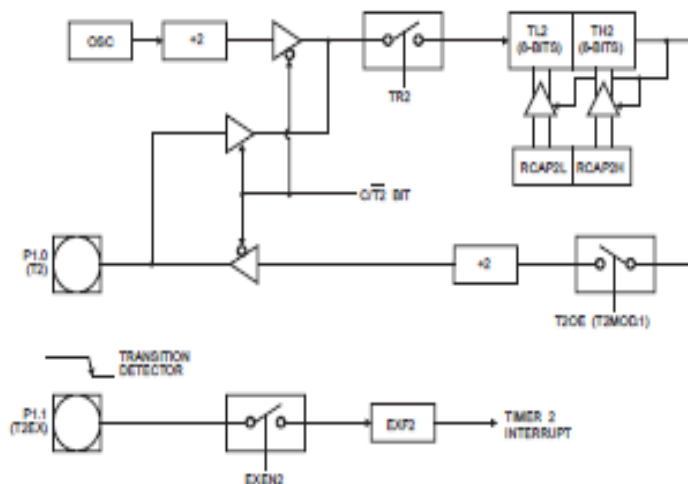 OSC
÷2
TR2
TL2
(8-BITS)
TH2
(8-BITS)
RCAP2L
RCAP2H
C/T2 BIT
P1.0
(T2)
÷2
T2OE (T2MOD.1)
TRANSITION
DETECTOR
P1.1
(T2EX)
EXEN2
EXF2
TIMER 2
INTERRUPT